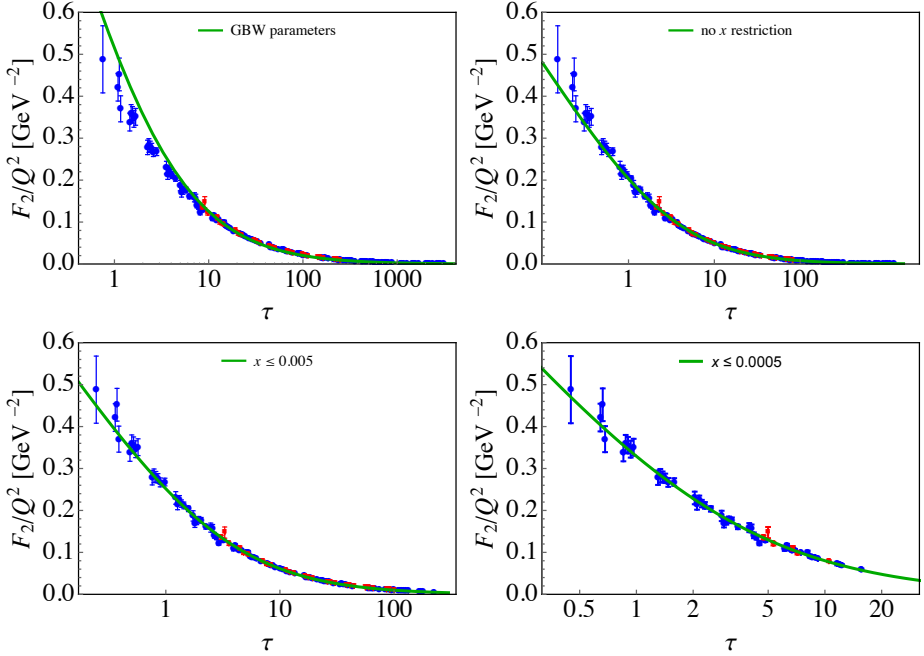 GBW parameters
F₂/Q² [GeV⁻²]
0.6
0.5
0.4
0.3
0.2
0.1
0.0
1 10 100 1000
τ
no x restriction
F₂/Q² [GeV⁻²]
0.6
0.5
0.4
0.3
0.2
0.1
0.0
1 10 100
τ
x ≤ 0.005
F₂/Q² [GeV⁻²]
0.6
0.5
0.4
0.3
0.2
0.1
0.0
1 10 100
τ
x ≤ 0.0005
F₂/Q² [GeV⁻²]
0.6
0.5
0.4
0.3
0.2
0.1
0.0
0.5 1 2 5 10 20
τ